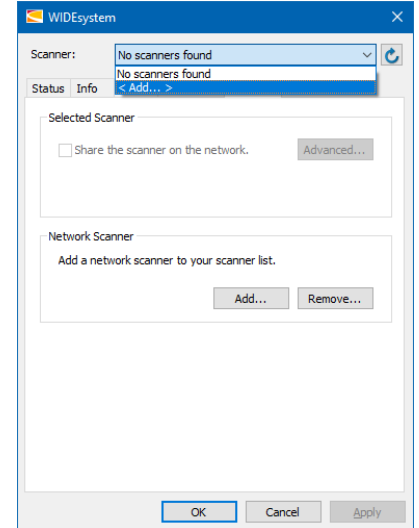 WIDEsystem
Scanner: No scanners found
No scanners found
< Add... >
Status Info
Selected Scanner
Share the scanner on the network. Advanced...
Network Scanner
Add a network scanner to your scanner list.
Add... Remove...
OK Cancel Apply